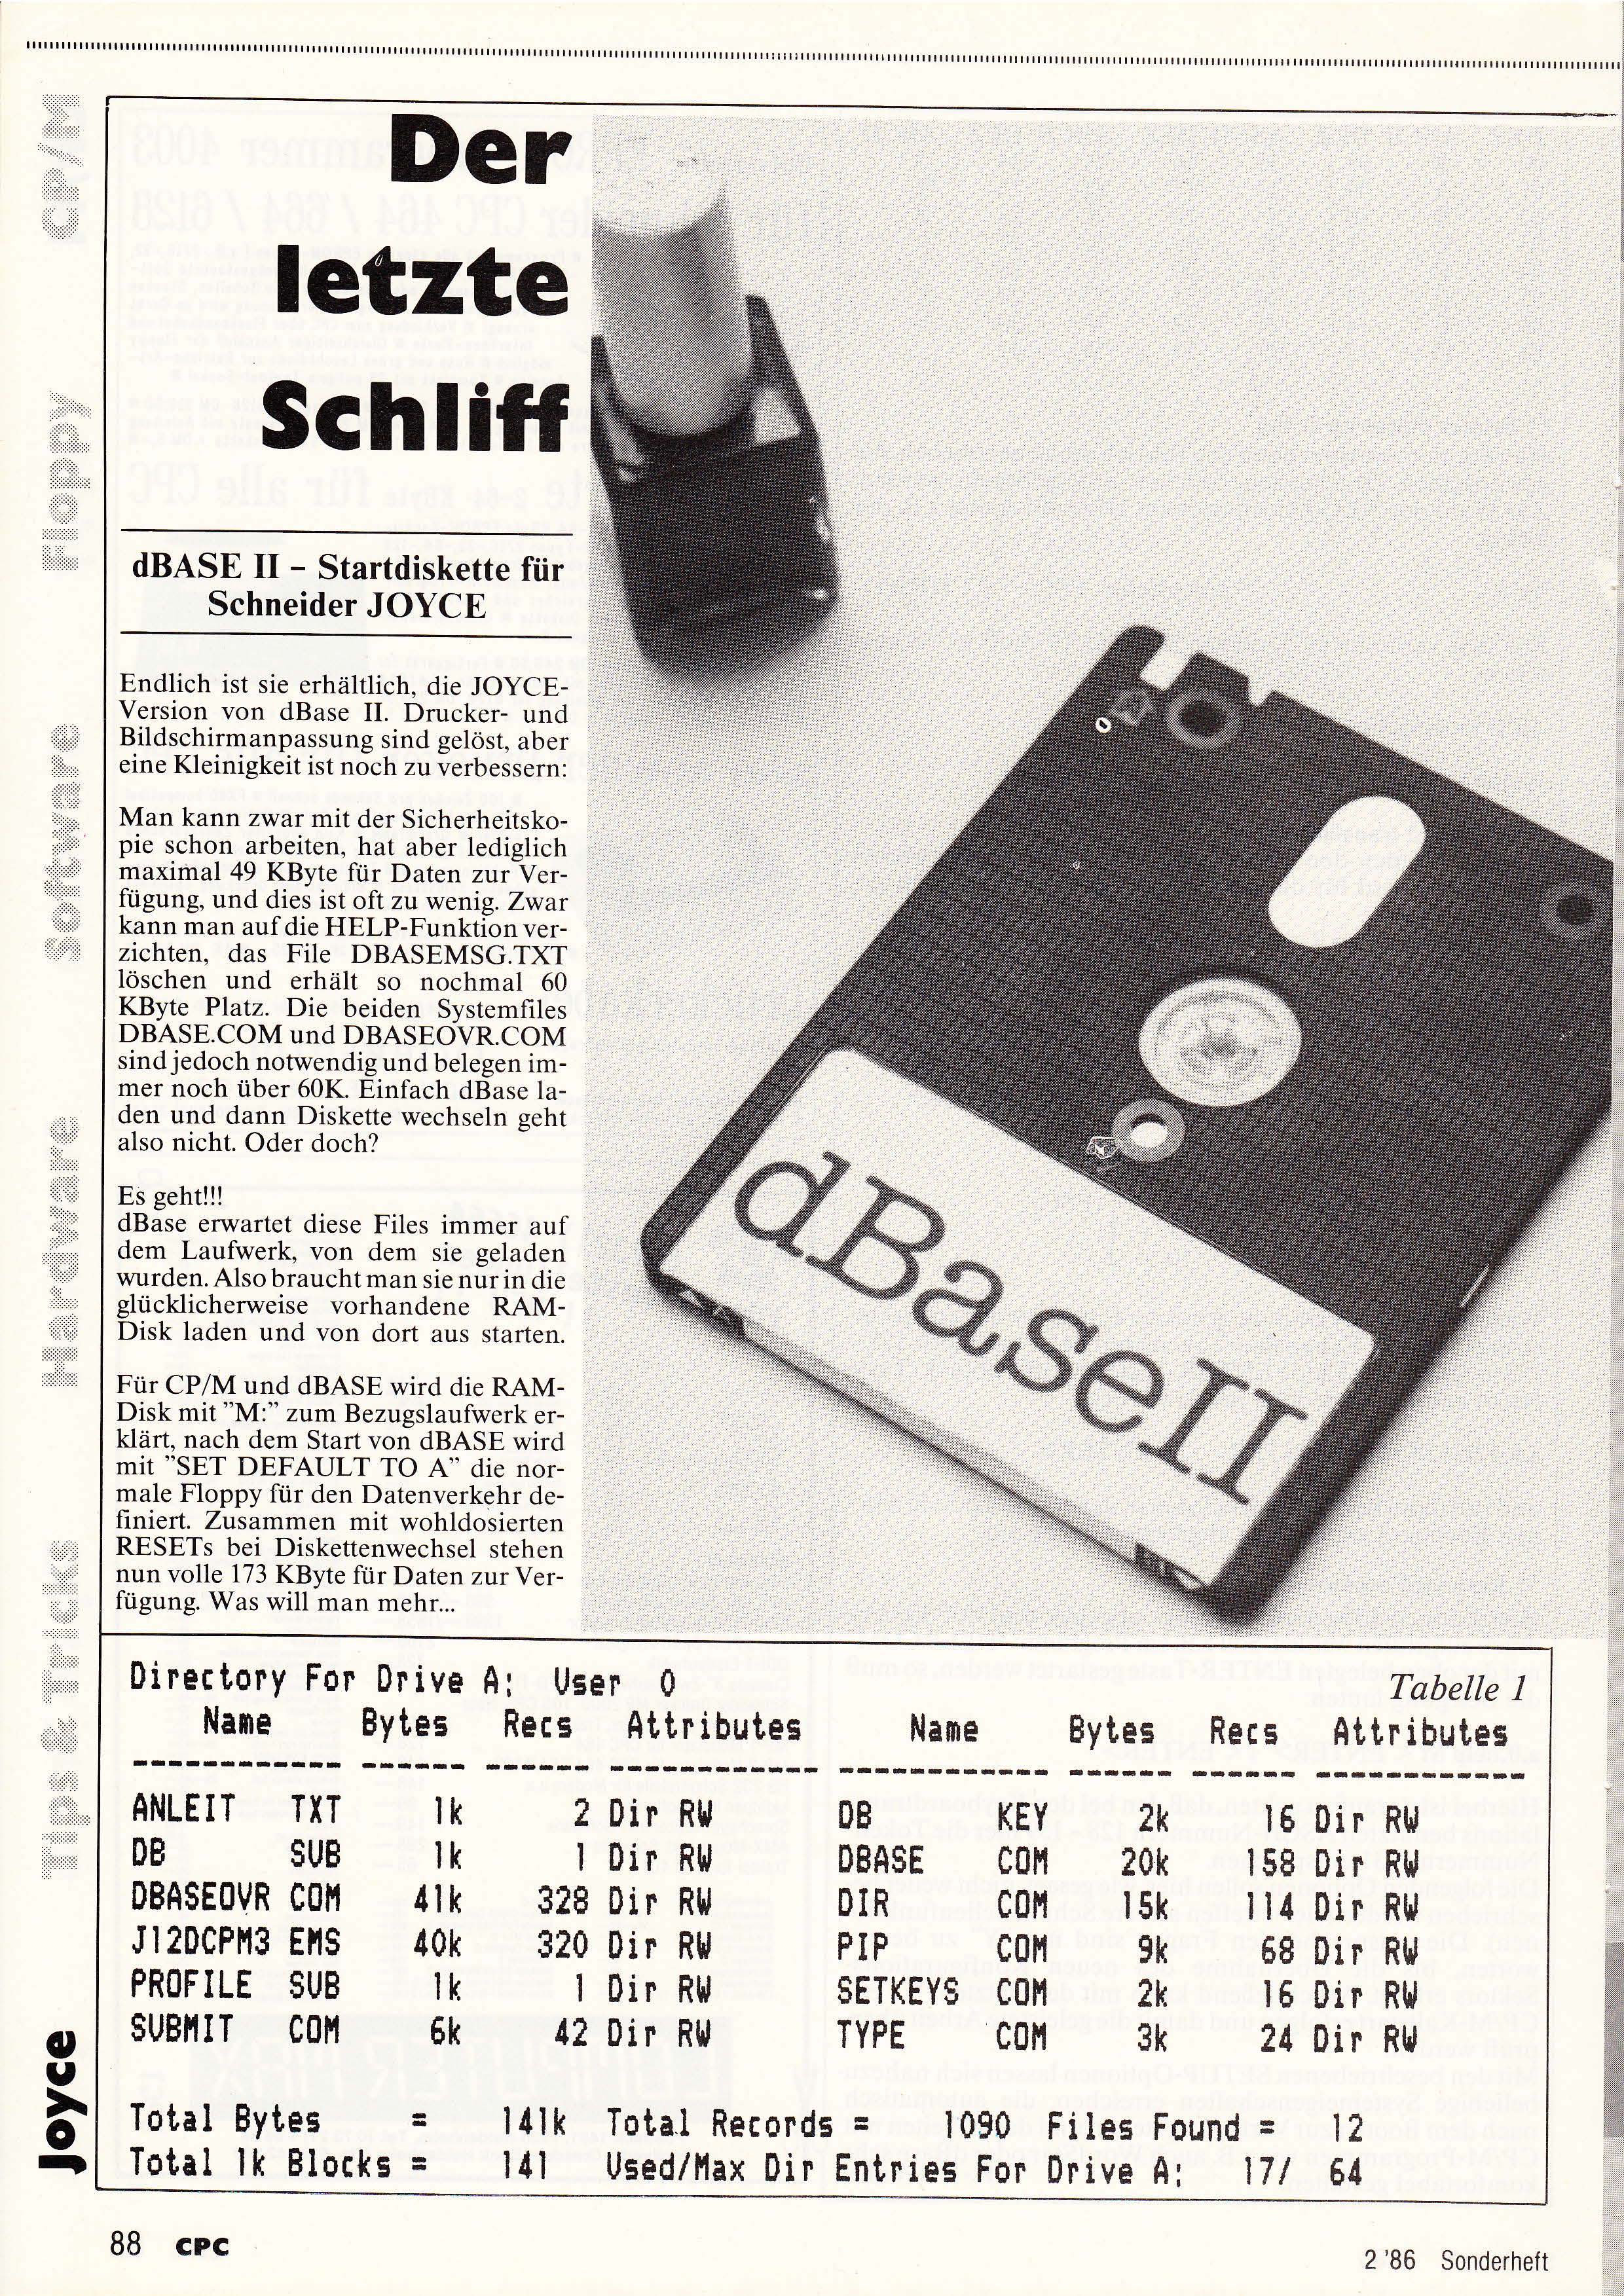 CP/M
Floppy
Software
Hardware
Tips & Tricks
Joyce
Der
letzte
Schliff
dBASE II – Startdiskette für
Schneider JOYCE
Endlich ist sie erhältlich, die JOYCE-
Version von dBase II. Drucker- und
Bildschirmanpassung sind gelöst, aber
eine Kleinigkeit ist noch zu verbessern:
Man kann zwar mit der Sicherheitsko-
pie schon arbeiten, hat aber lediglich
maximal 49 KByte für Daten zur Ver-
fügung, und dies ist oft zu wenig. Zwar
kann man auf die HELP-Funktion ver-
zichten, das File DBASEMSG.TXT
löschen und erhält so nochmal 60
KByte Platz. Die beiden Systemfiles
DBASE.COM und DBASEOVR.COM
sind jedoch notwendig und belegen im-
mer noch über 60K. Einfach dBase la-
den und dann Diskette wechseln geht
also nicht. Oder doch?
Es geht!!!
dBase erwartet diese Files immer auf
dem Laufwerk, von dem sie geladen
wurden. Also braucht man sie nur in die
glücklicherweise vorhandene RAM-
Disk laden und von dort aus starten.
Für CP/M und dBASE wird die RAM-
Disk mit ”M:” zum Bezugslaufwerk er-
klärt, nach dem Start von dBASE wird
mit ”SET DEFAULT TO A” die nor-
male Floppy für den Datenverkehr de-
finiert. Zusammen mit wohldosierten
RESETs bei Diskettenwechsel stehen
nun volle 173 KByte für Daten zur Ver-
fügung. Was will man mehr...
dBaseII
Directory For Drive A: User 0
Tabelle 1
Name Bytes Recs Attributes Name Bytes Recs Attributes
------------ ------ ------ ------------ ------------ ------ ------ ------------
ANLEIT TXT 1k 2 Dir RW DB KEY 2k 16 Dir RW
DB SUB 1k 1 Dir RW DBASE COM 20k 158 Dir RW
DBASEOVR COM 41k 328 Dir RW DIR COM 15k 114 Dir RW
J12DCPM3 EMS 40k 320 Dir RW PIP COM 9k 68 Dir RW
PROFILE SUB 1k 1 Dir RW SETKEYS COM 2k 16 Dir RW
SUBMIT COM 6k 42 Dir RW TYPE COM 3k 24 Dir RW
Total Bytes = 141k Total Records = 1090 Files Found = 12
Total 1k Blocks = 141 Used/Max Dir Entries For Drive A: 17/ 64
88 CPC
2 '86 Sonderheft